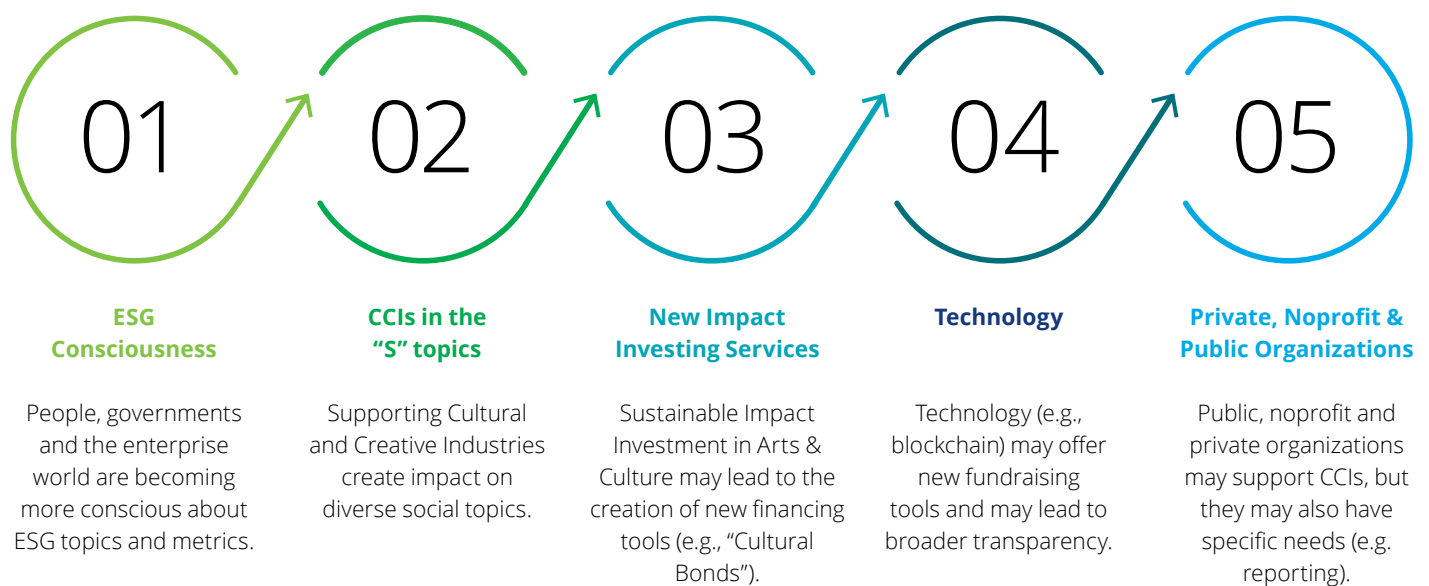 01
02
03
04
05
ESG
Consciousness
People, governments
and the enterprise
world are becoming
more conscious about
ESG topics and metrics.
CCIs in the
“S” topics
Supporting Cultural
and Creative Industries
create impact on
diverse social topics.
New Impact
Investing Services
Sustainable Impact
Investment in Arts &
Culture may lead to the
creation of new financing
tools (e.g., “Cultural
Bonds”).
Technology
Technology (e.g.,
blockchain) may offer
new fundraising
tools and may lead to
broader transparency.
Private, Noprofit &
Public Organizations
Public, noprofit and
private organizations
may support CCIs, but
they may also have
specific needs (e.g.
reporting).